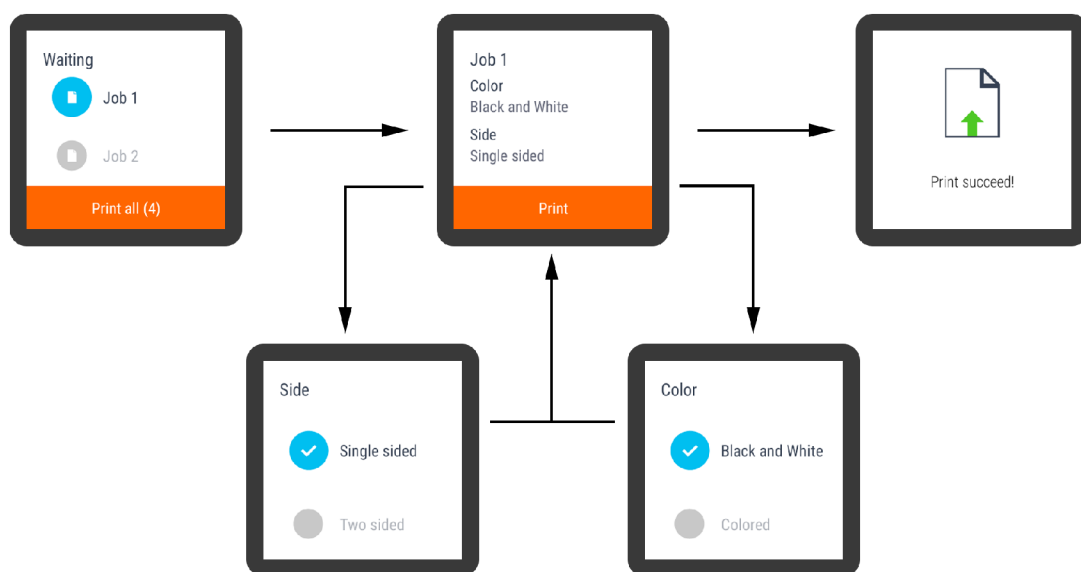 Waiting
Job 1
Job 2
Print all (4)
Job 1
Color
Black and White
Side
Single sided
Print
Print succeed!
Side
Single sided
Two sided
Color
Black and White
Colored